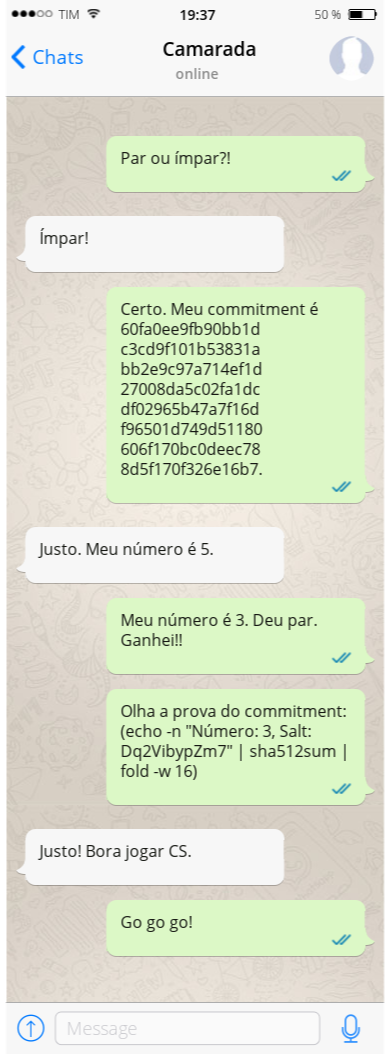 TIM 19:37 50 %
Chats
Camarada
online
Par ou ímpar?!
Ímpar!
Certo. Meu commitment é
60fa0ee9fb90bb1d
c3cd9f101b53831a
bb2e9c97a714ef1d
27008da5c02fa1dc
df02965b47a7f16d
f96501d749d51180
606f170bc0deec78
8d5f170f326e16b7.
Justo. Meu número é 5.
Meu número é 3. Deu par.
Ganhei!!
Olha a prova do commitment:
(echo -n "Número: 3, Salt:
Dq2VibypZm7" | sha512sum |
fold -w 16)
Justo! Bora jogar CS.
Go go go!
Message